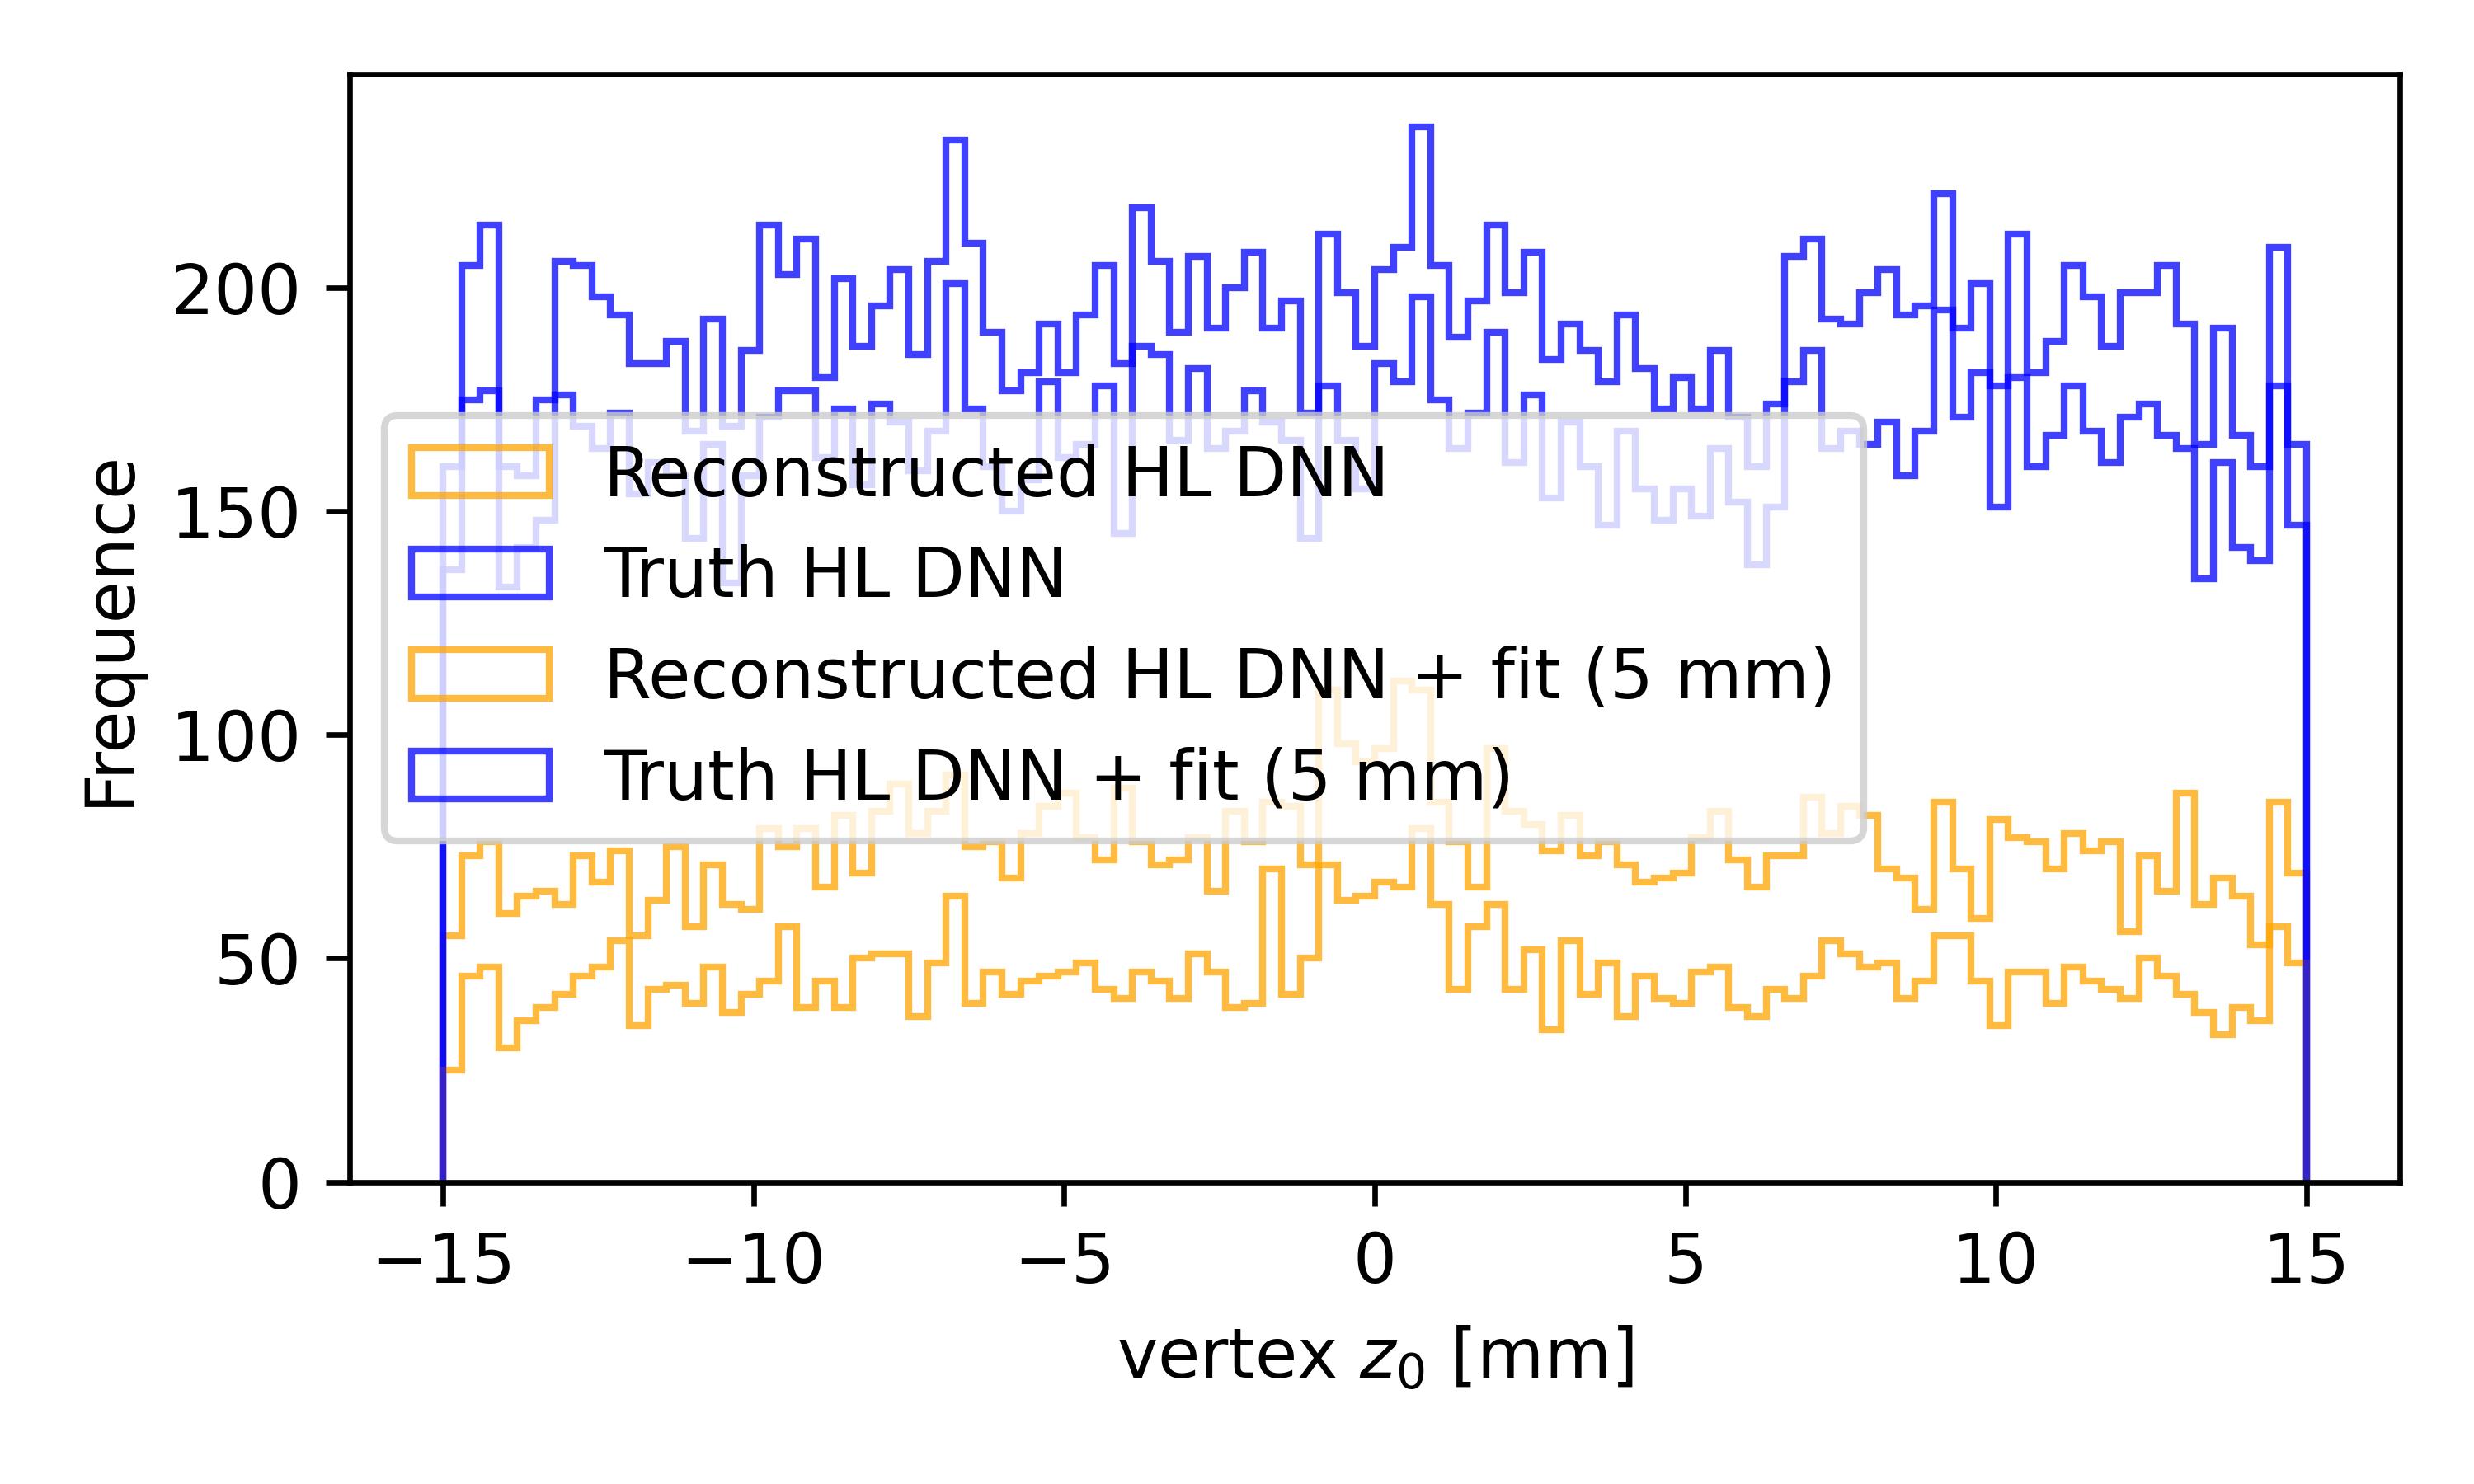 200
150
100
50
0
Frequence
Reconstructed HL DNN
Truth HL DNN
Reconstructed HL DNN + fit (5 mm)
Truth HL DNN + fit (5 mm)
−15 −10 −5 0 5 10 15
vertex z₀ [mm]